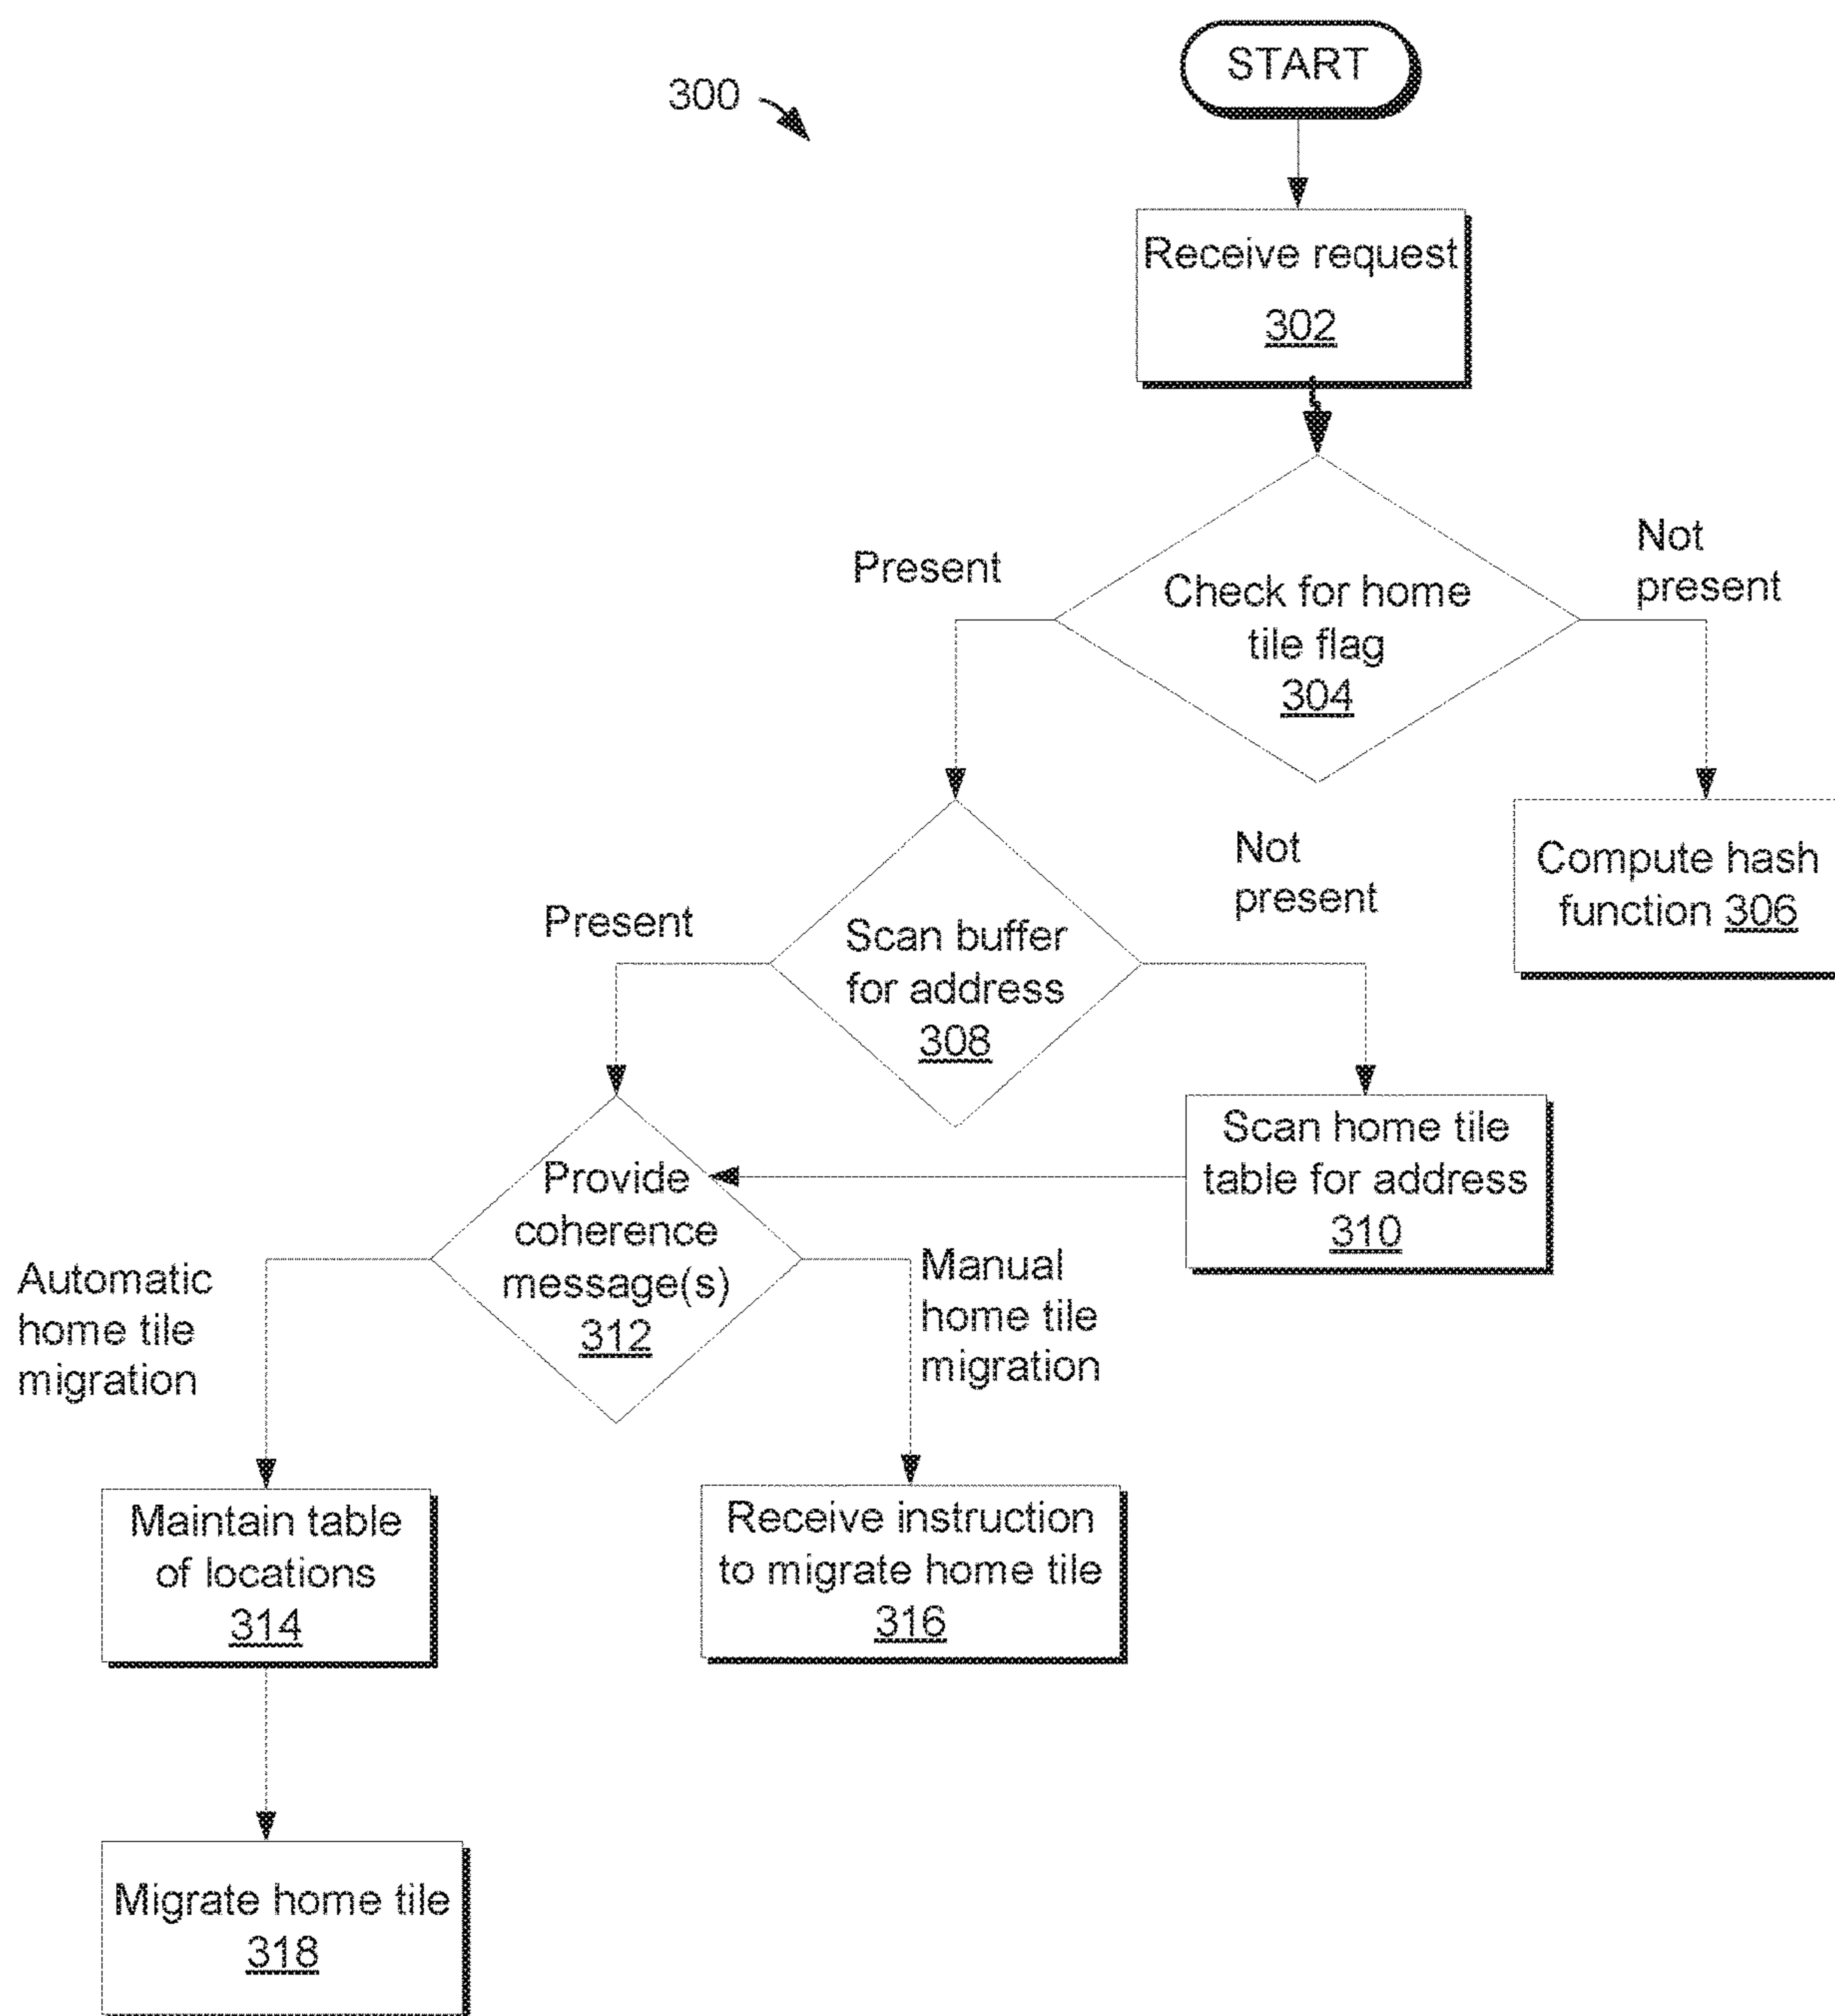 START
300
Receive request
302
Present
Not
present
Check for home
tile flag
304
Not
present
Compute hash
function 306
Present
Scan buffer
for address
308
Scan home tile
table for address
310
Provide
coherence
message(s)
312
Automatic
home tile
migration
Manual
home tile
migration
Maintain table
of locations
314
Receive instruction
to migrate home tile
316
Migrate home tile
318